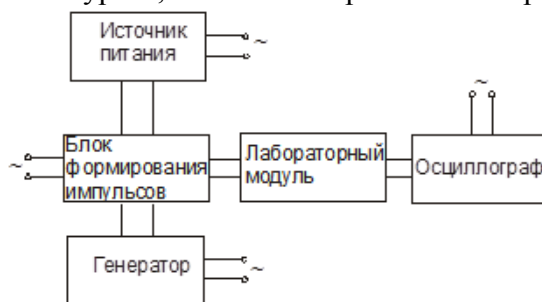 Источник
питания
~
~
Блок
формирования
импульсов
~
Лабораторный
модуль
Осциллограф
Генератор
~